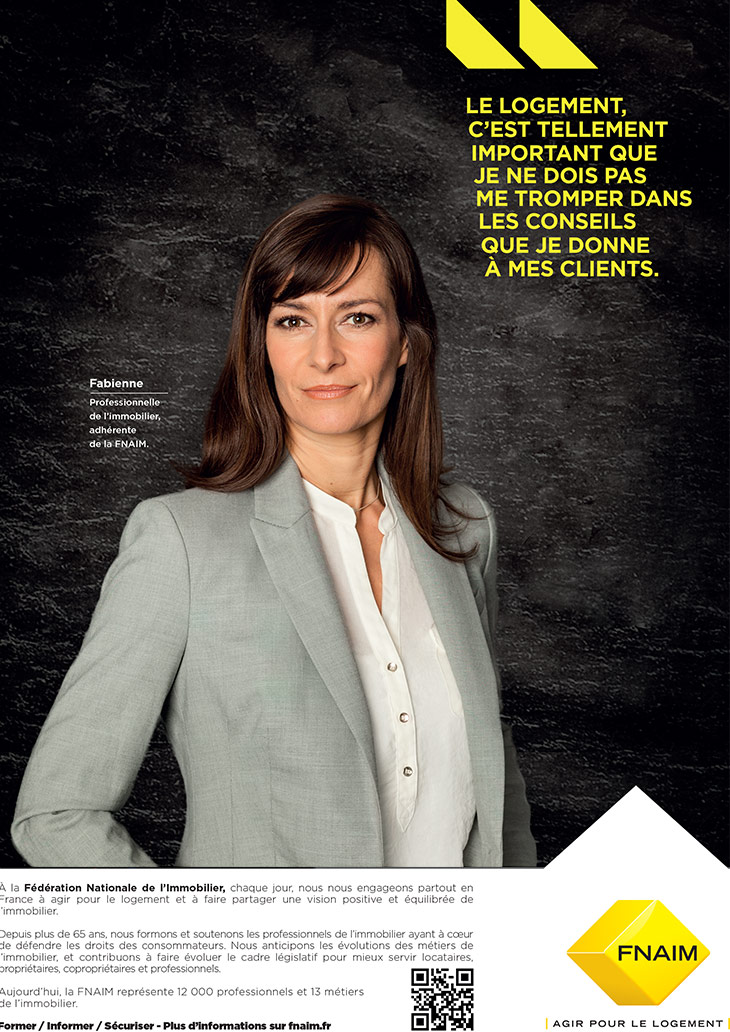 LE LOGEMENT,
C'EST TELLEMENT
IMPORTANT QUE
JE NE DOIS PAS
ME TROMPER DANS
LES CONSEILS
QUE JE DONNE
À MES CLIENTS.
Fabienne
Professionnelle
de l'immobilier,
adhérente
de la FNAIM.
À la Fédération Nationale de l'Immobilier, chaque jour, nous nous engageons partout en
France à agir pour le logement et à faire partager une vision positive et équilibrée de
l'immobilier.
Depuis plus de 65 ans, nous formons et soutenons les professionnels de l'immobilier ayant à cœur
de défendre les droits des consommateurs. Nous anticipons les évolutions des métiers de
l'immobilier, et contribuons à faire évoluer le cadre législatif pour mieux servir locataires,
propriétaires, copropriétaires et professionnels.
Aujourd'hui, la FNAIM représente 12 000 professionnels et 13 métiers
de l'immobilier.
Former / Informer / Sécuriser - Plus d'informations sur fnaim.fr
FNAIM
AGIR POUR LE LOGEMENT